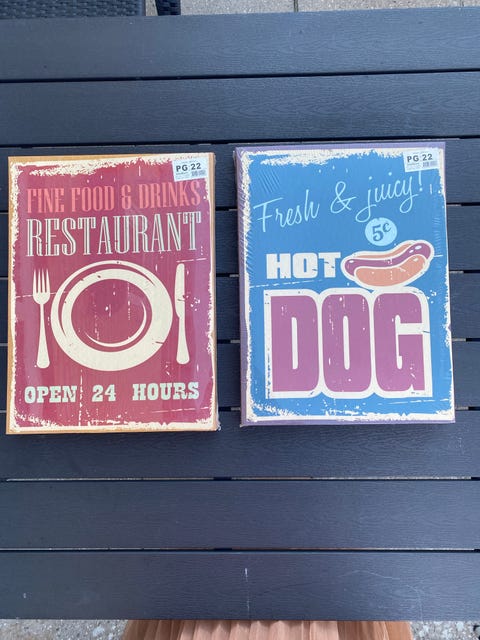 PG 22
FINE FOOD & DRINKS
RESTAURANT
OPEN 24 HOURS
PG 22
Fresh & juicy!
5¢
HOT
DOG